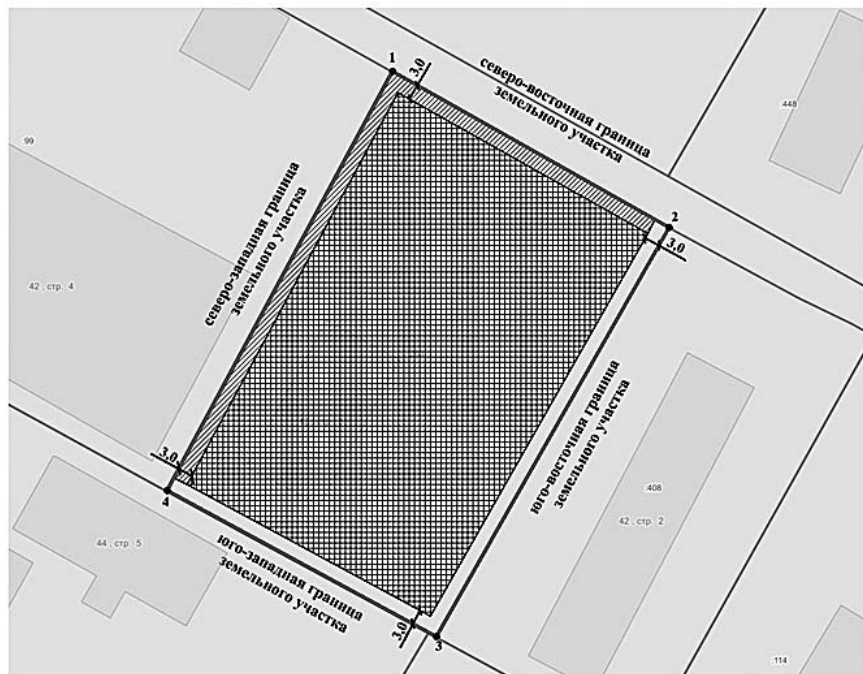 1
3,0
северо-восточная граница
земельного участка
:448
99
северо-западная граница
земельного участка
2
3,0
42 , стр. 4
юго-восточная граница
земельного участка
3,0
4
:408
42 , стр. 2
44 , стр. 5
юго-западная граница
земельного участка
3,0
3
:114